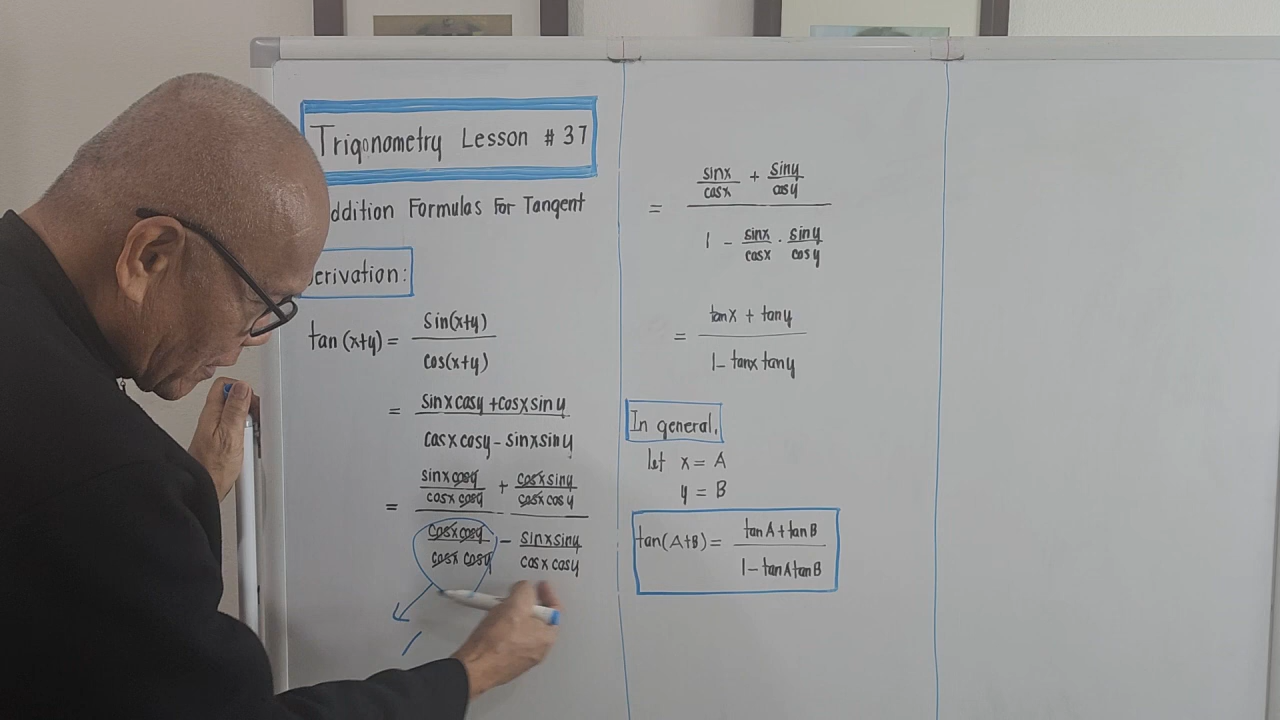 Trigonometry Lesson # 37
ddition Formulas For Tangent
erivation:
tan (x+y) = sin(x+y) / cos(x+y)
= sinx cosy + cosx siny / cosx cosy - sinx siny
= sinx cosy / cosx cosy + cosx siny / cosx cosy
cosx cosy / cosx cosy - sinx siny / cosx cosy
1
= sinx / cosx + siny / cosy
1 - sinx / cosx · siny / cosy
= tanx + tany / 1 - tanx tany
In general,
let x = A
y = B
tan(A+B) = tanA + tanB / 1 - tanA tanB